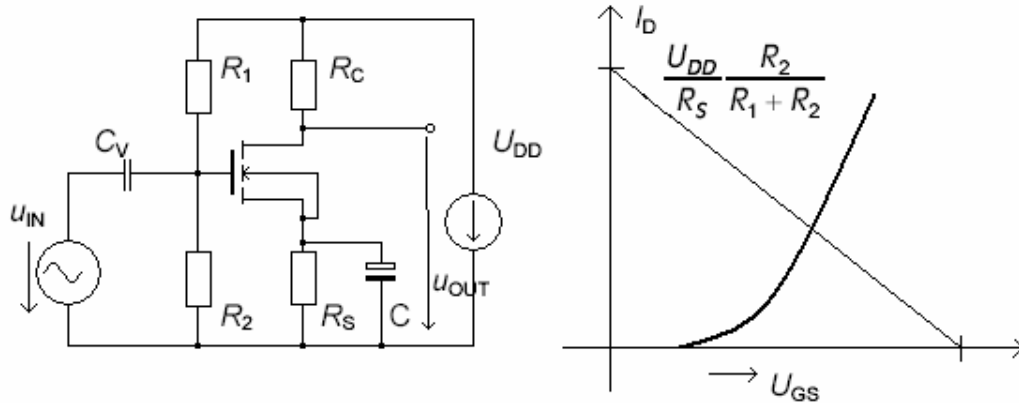 R1
RC
CV
UDD
uIN
uOUT
R2
RS
C
ID
UDD R2
RS R1 + R2
UGS